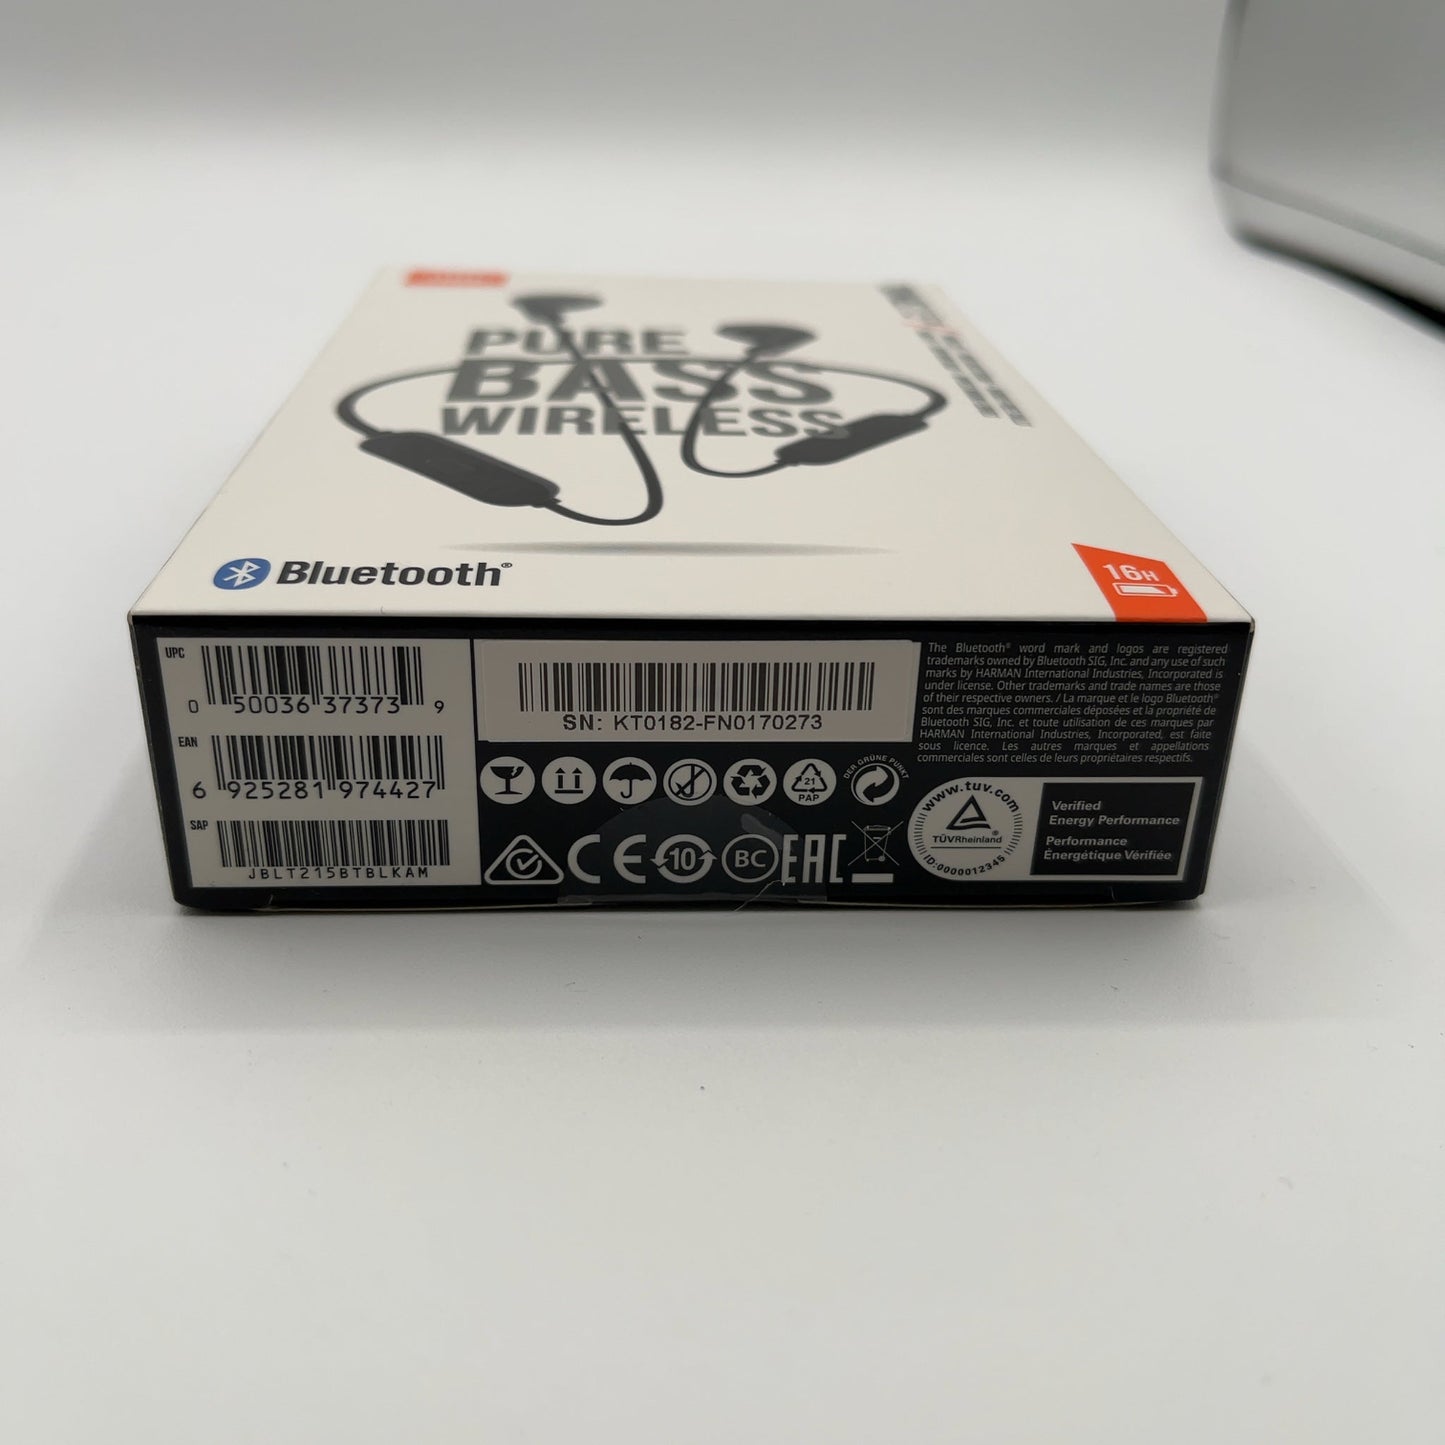 PURE
BASS
WIRELESS
Bluetooth®
16H
UPC
0 50036 37373 9
EAN
6 925281 974427
SAP
JBLT215BTBLKAM
SN: KT0182-FN0170273
21
PAP
DER GRÜNE PUNKT
CE
10
BC
EAC
The Bluetooth® word mark and logos are registered
trademarks owned by Bluetooth SIG, Inc. and any use of such
marks by HARMAN International Industries, Incorporated is
under license. Other trademarks and trade names are those
of their respective owners. / La marque et le logo Bluetooth®
sont des marques commerciales déposées et la propriété de
Bluetooth SIG, Inc. et toute utilisation de ces marques par
HARMAN International Industries, Incorporated, est faite
sous licence. Les autres marques et appellations
commerciales sont celles de leurs propriétaires respectifs.
www.tuv.com
TÜVRheinland®
ID:0000012345
Verified
Energy Performance
Performance
Énergétique Vérifiée